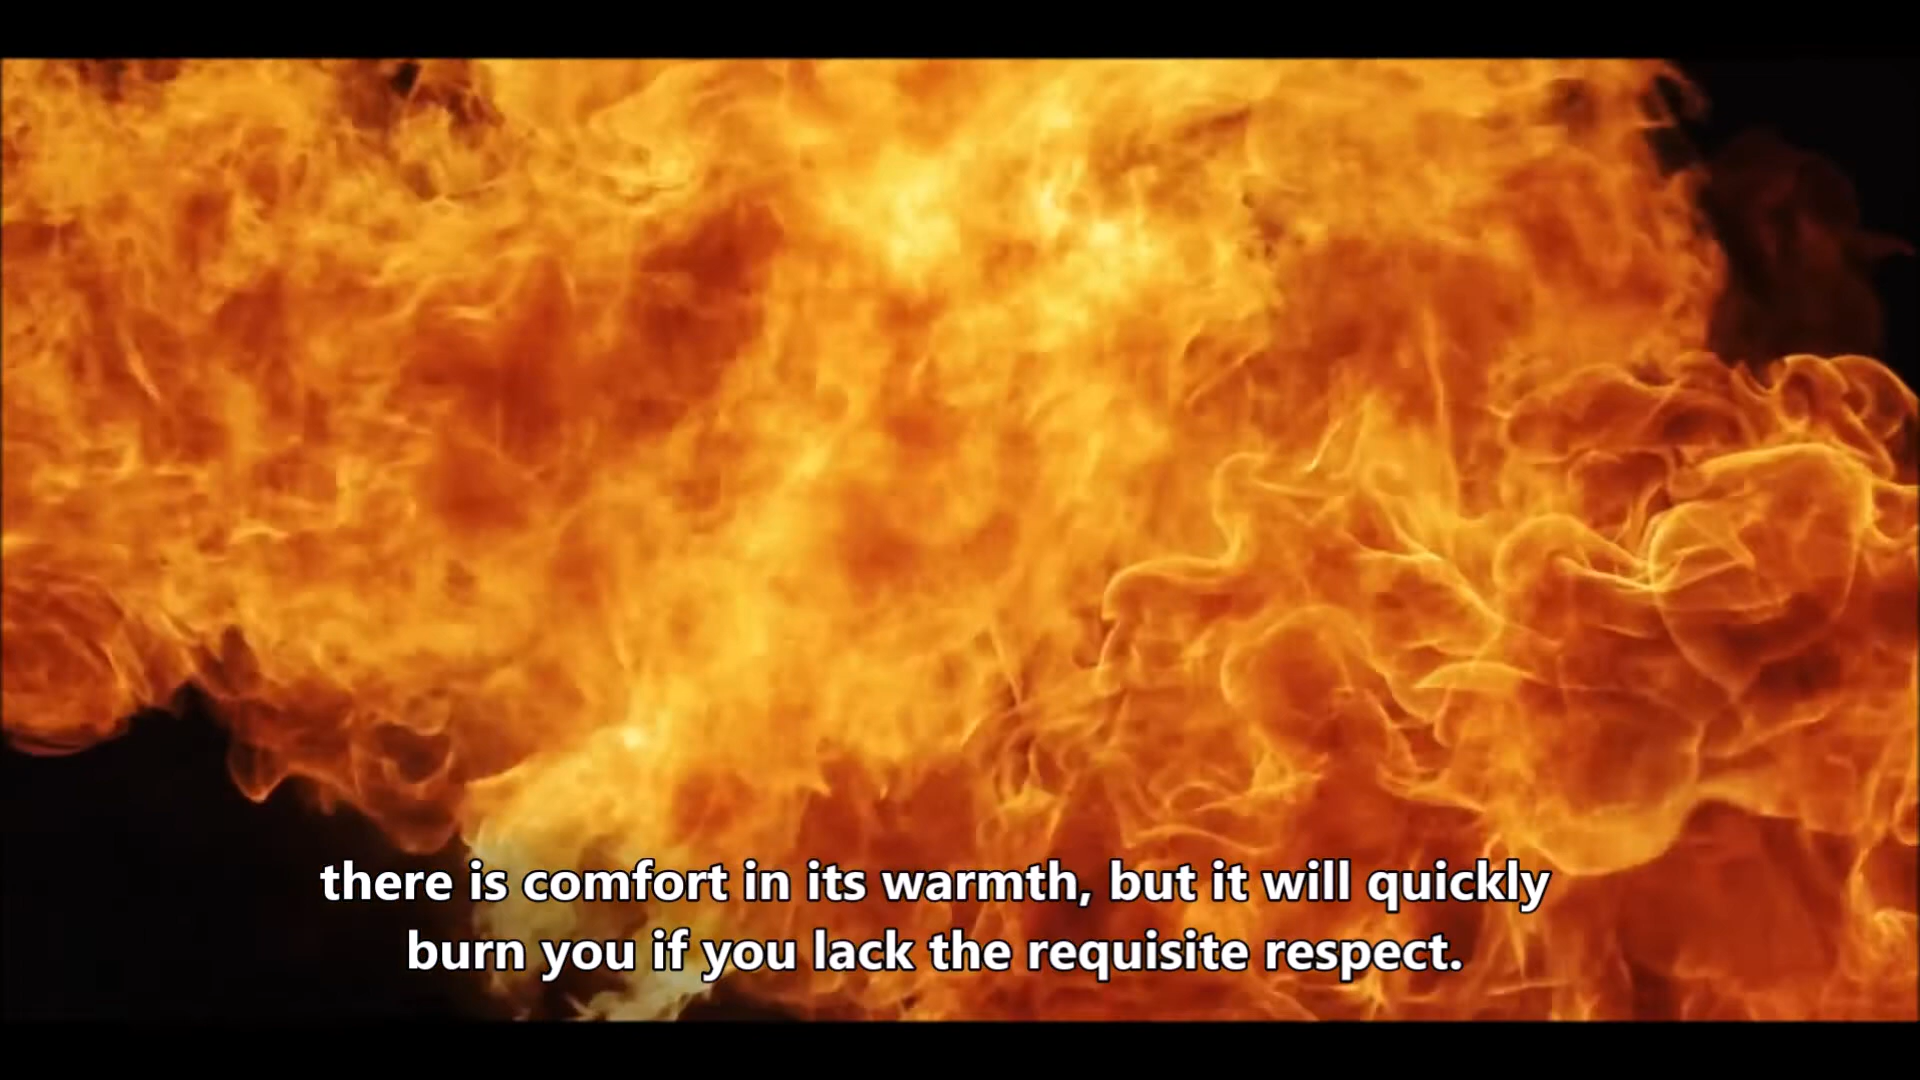 there is comfort in its warmth, but it will quickly
burn you if you lack the requisite respect.